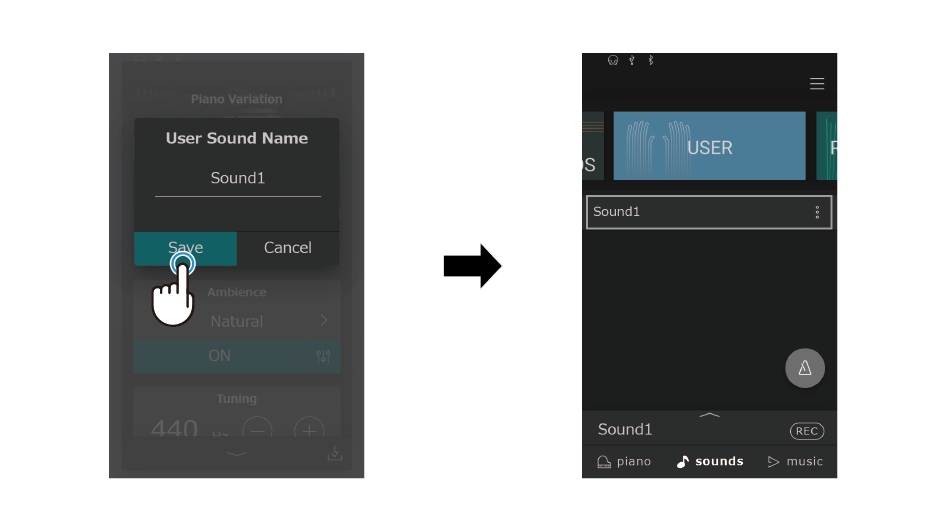 Piano Variation
User Sound Name
Sound1
Save
Cancel
Ambience
Natural
ON
Tuning
440 Hz
USER
Sound1
Sound1
REC
piano
sounds
music